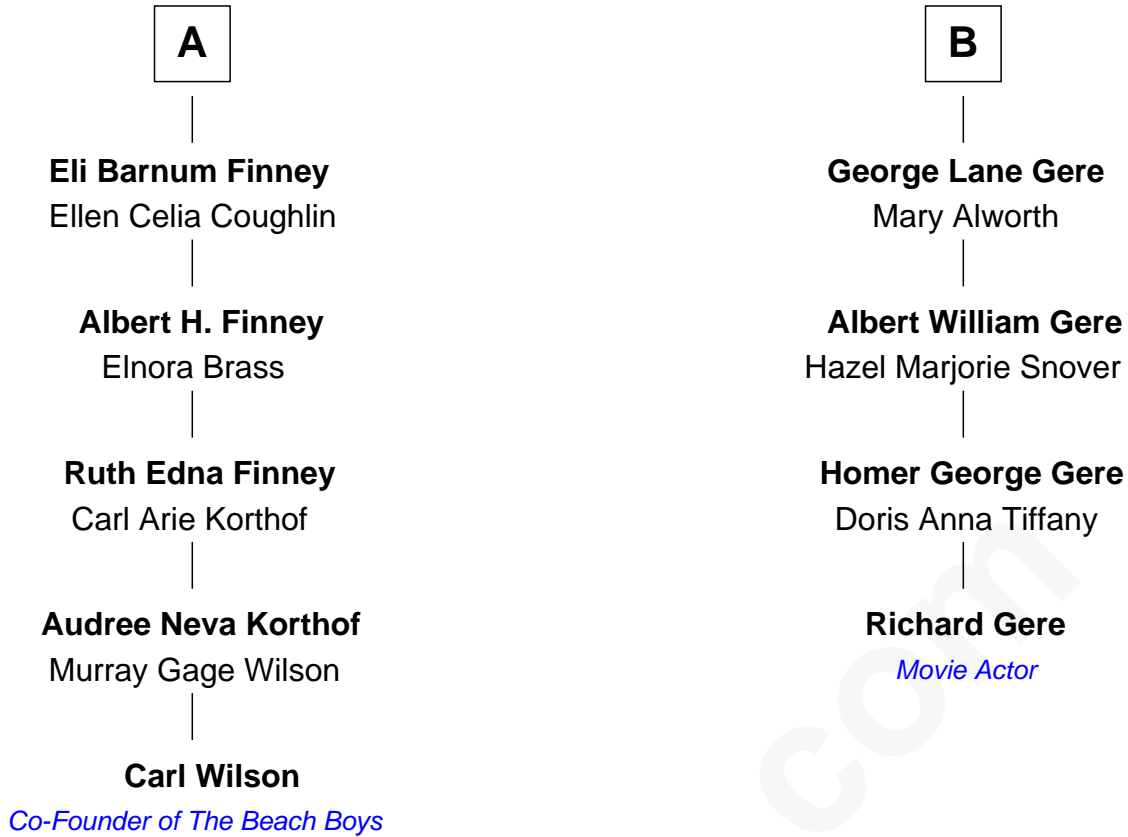 A
Eli Barnum Finney
Ellen Celia Coughlin
Albert H. Finney
Elnora Brass
Ruth Edna Finney
Carl Arie Korthof
Audree Neva Korthof
Murray Gage Wilson
Carl Wilson
Co-Founder of The Beach Boys
B
George Lane Gere
Mary Alworth
Albert William Gere
Hazel Marjorie Snover
Homer George Gere
Doris Anna Tiffany
Richard Gere
Movie Actor
com